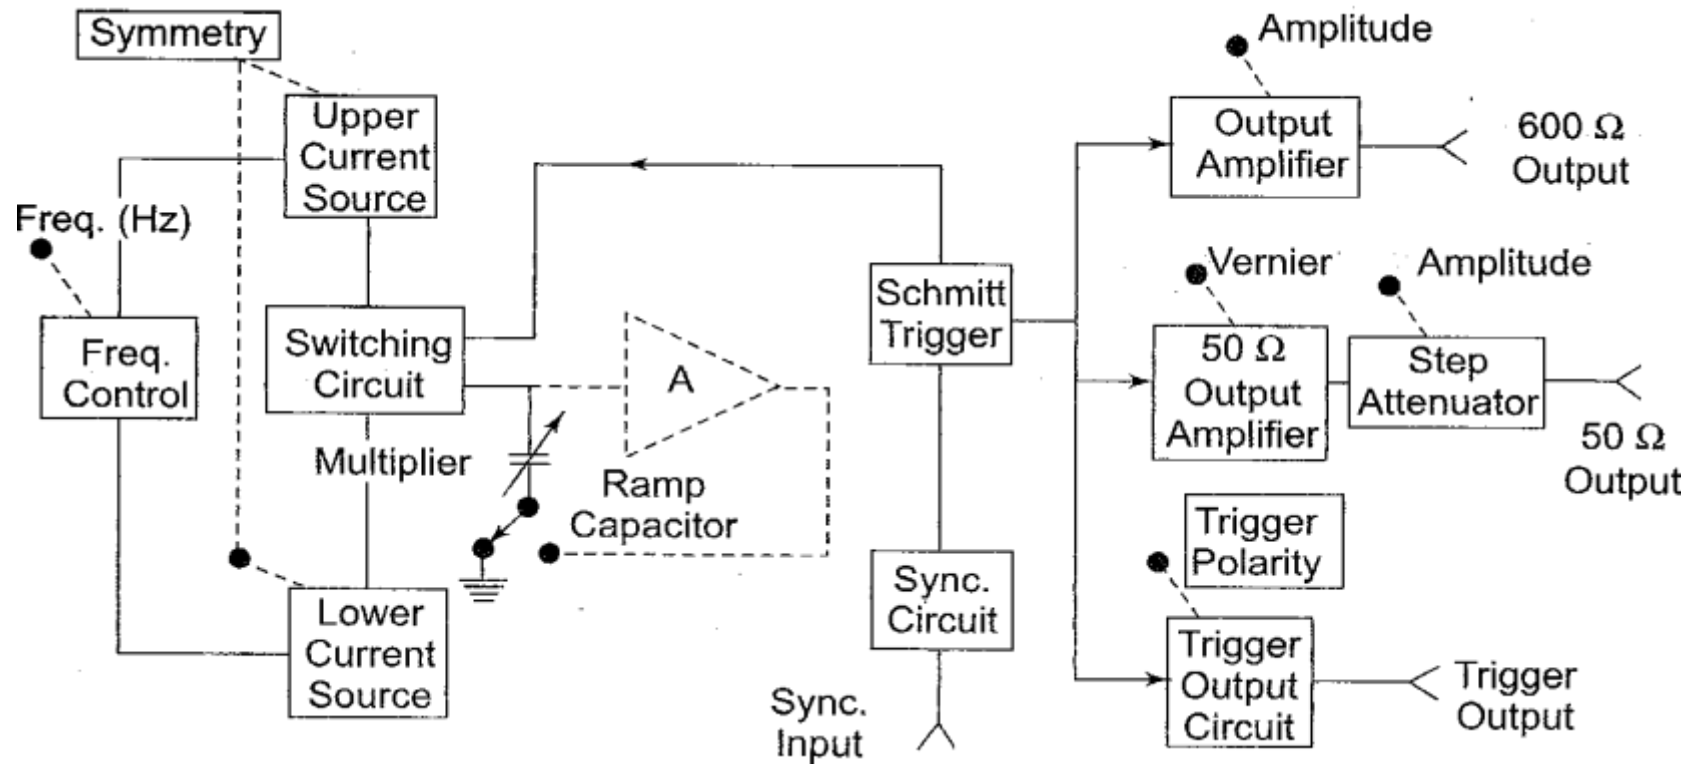 Symmetry
Upper
Current
Source
Freq. (Hz)
Freq.
Control
Switching
Circuit
Multiplier
A
Ramp
Capacitor
Lower
Current
Source
Schmitt
Trigger
Sync.
Circuit
Sync.
Input
Amplitude
Output
Amplifier
600 Ω
Output
Vernier
Amplitude
50 Ω
Output
Amplifier
Step
Attenuator
50 Ω
Output
Trigger
Polarity
Trigger
Output
Circuit
Trigger
Output